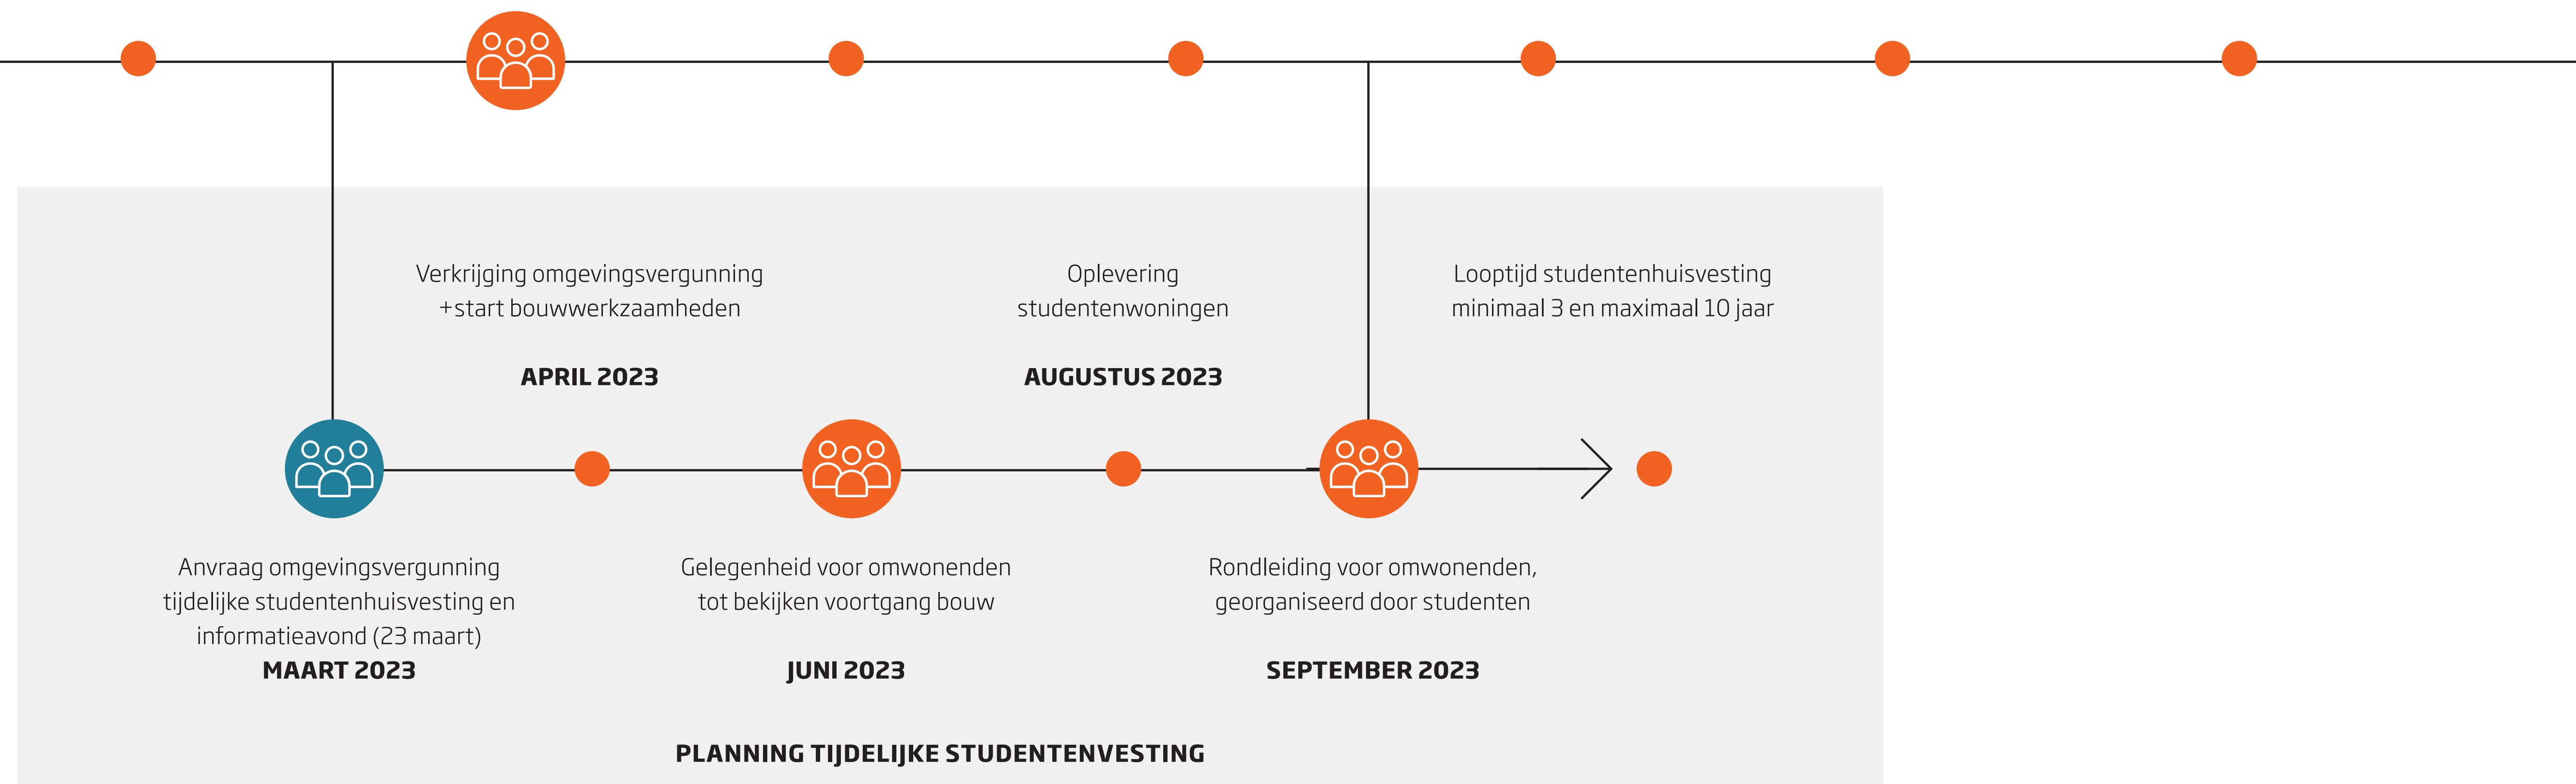 Verkrijging omgevingsvergunning
+start bouwwerkzaamheden
APRIL 2023
Oplevering
studentenwoningen
AUGUSTUS 2023
Looptijd studentenhuisvesting
minimaal 3 en maximaal 10 jaar
Anvraag omgevingsvergunning
tijdelijke studentenhuisvesting en
informatieavond (23 maart)
MAART 2023
Gelegenheid voor omwonenden
tot bekijken voortgang bouw
JUNI 2023
Rondleiding voor omwonenden,
georganiseerd door studenten
SEPTEMBER 2023
PLANNING TIJDELIJKE STUDENTENVESTING